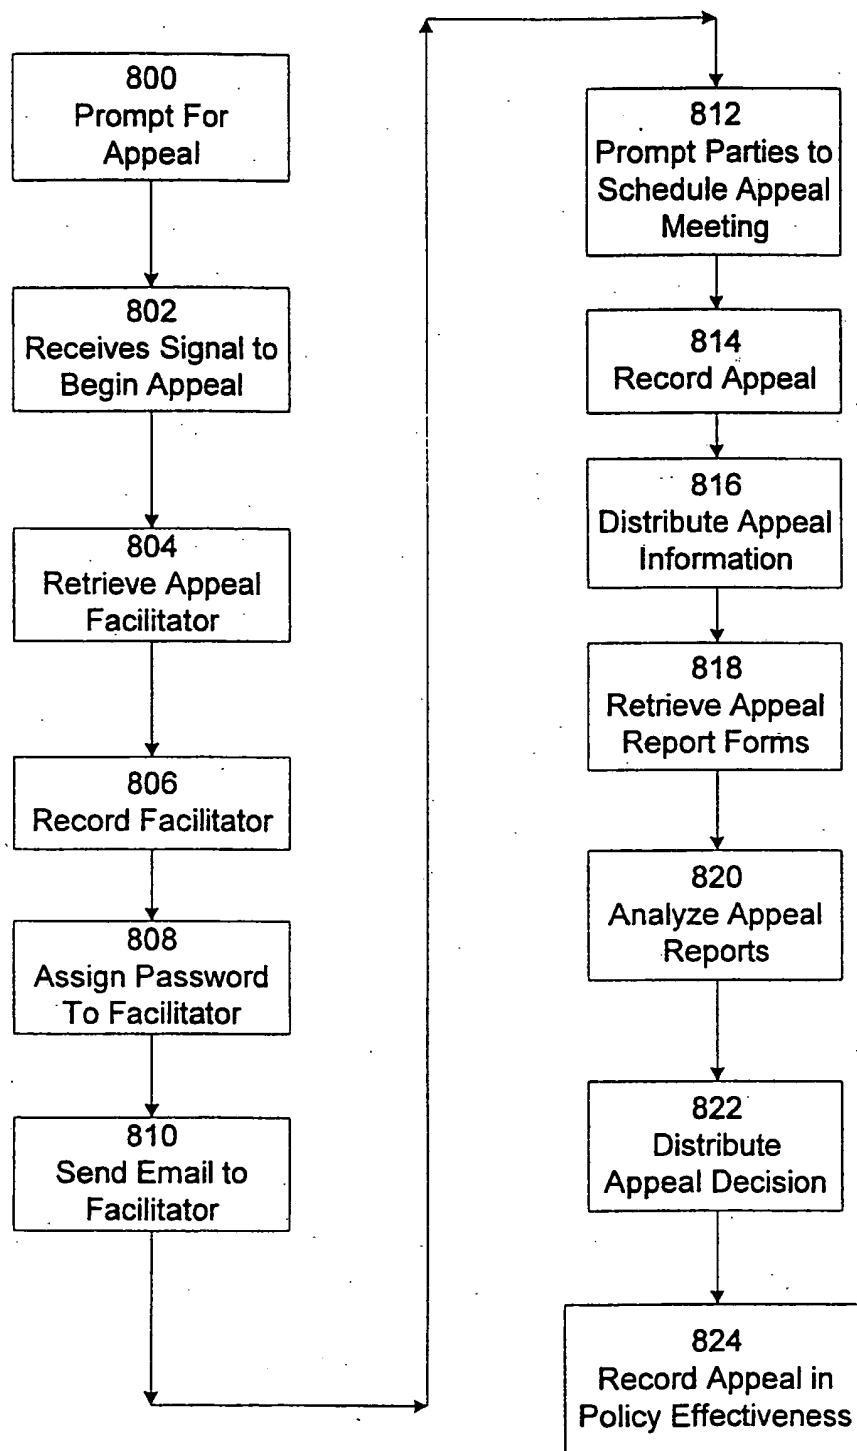 800
Prompt For
Appeal
802
Receives Signal to
Begin Appeal
804
Retrieve Appeal
Facilitator
806
Record Facilitator
808
Assign Password
To Facilitator
810
Send Email to
Facilitator
812
Prompt Parties to
Schedule Appeal
Meeting
814
Record Appeal
816
Distribute Appeal
Information
818
Retrieve Appeal
Report Forms
820
Analyze Appeal
Reports
822
Distribute
Appeal Decision
824
Record Appeal in
Policy Effectiveness